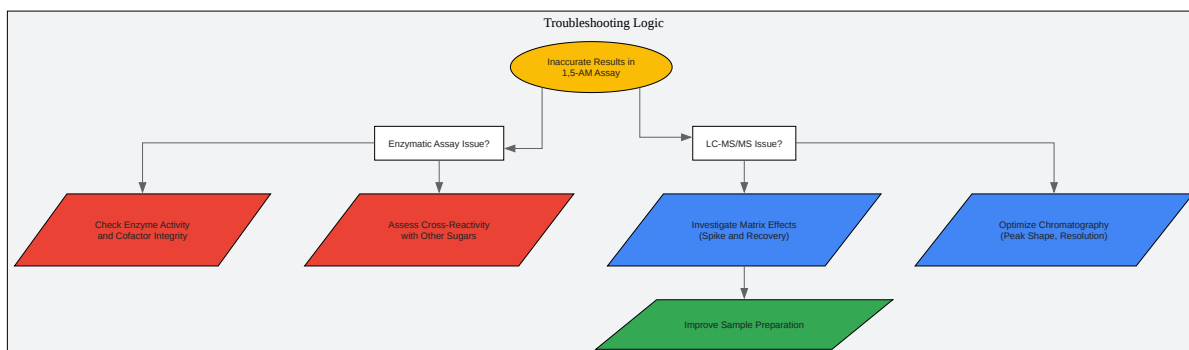 Troubleshooting Logic
Inaccurate Results in
1,5-AM Assay
Enzymatic Assay Issue?
LC-MS/MS Issue?
Check Enzyme Activity
and Cofactor Integrity
Assess Cross-Reactivity
with Other Sugars
Investigate Matrix Effects
(Spike and Recovery)
Optimize Chromatography
(Peak Shape, Resolution)
Improve Sample Preparation